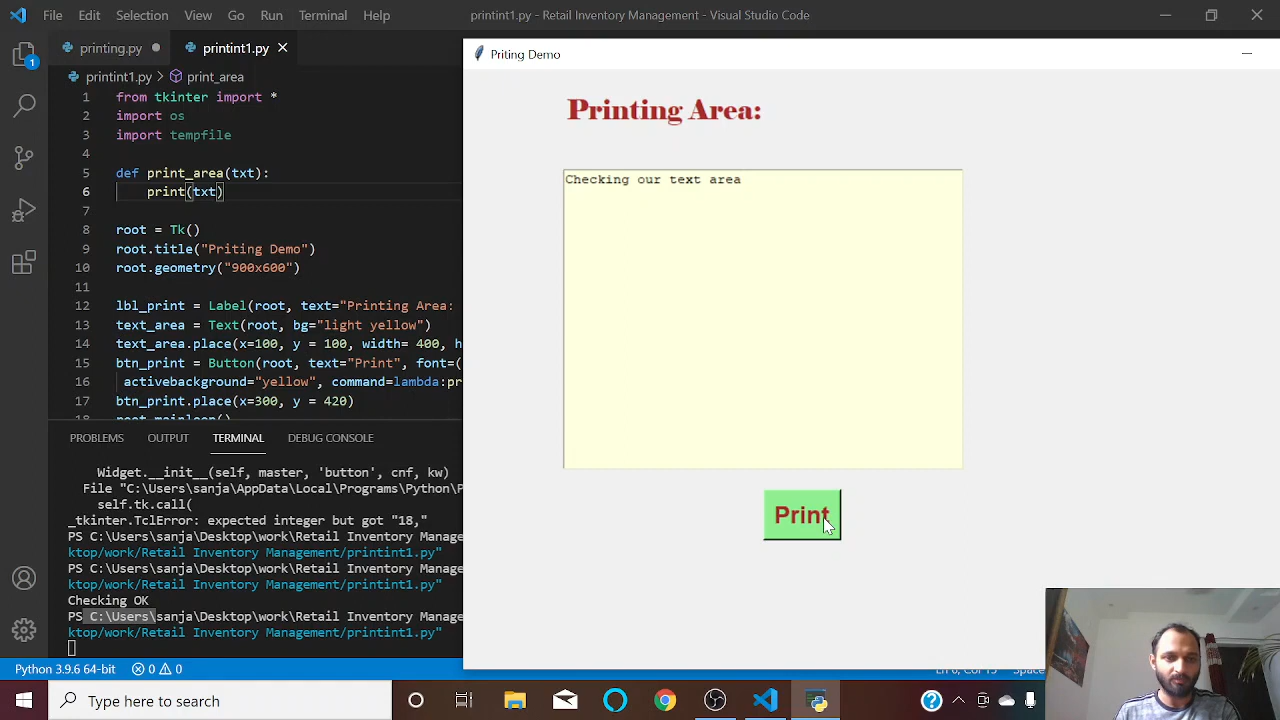 File Edit Selection View Go Run Terminal Help
printint1.py - Retail Inventory Management - Visual Studio Code
printing.py
printint1.py
printint1.py > print_area
1 from tkinter import *
2 import os
3 import tempfile
4
5 def print_area(txt):
6 print(txt)
7
8 root = Tk()
9 root.title("Priting Demo")
10 root.geometry("900x600")
11
12 lbl_print = Label(root, text="Printing Area:
13 text_area = Text(root, bg="light yellow")
14 text_area.place(x=100, y = 100, width= 400, h
15 btn_print = Button(root, text="Print", font=(
16 activebackground="yellow", command=lambda:pr
17 btn_print.place(x=300, y = 420)
18 root.mainloop()
PROBLEMS OUTPUT TERMINAL DEBUG CONSOLE
Widget.__init__(self, master, 'button', cnf, kw)
File "C:\Users\sanja\AppData\Local\Programs\Python\P
self.tk.call(
_tkinter.TclError: expected integer but got "18,"
PS C:\Users\sanja\Desktop\work\Retail Inventory Manage
ktop/work/Retail Inventory Management/printint1.py"
PS C:\Users\sanja\Desktop\work\Retail Inventory Manage
ktop/work/Retail Inventory Management/printint1.py"
Checking OK
PS C:\Users\sanja\Desktop\work\Retail Inventory Manage
ktop/work/Retail Inventory Management/printint1.py"
Priting Demo
Printing Area:
Checking our text area
Print
1
Python 3.9.6 64-bit 0 0
Type here to search